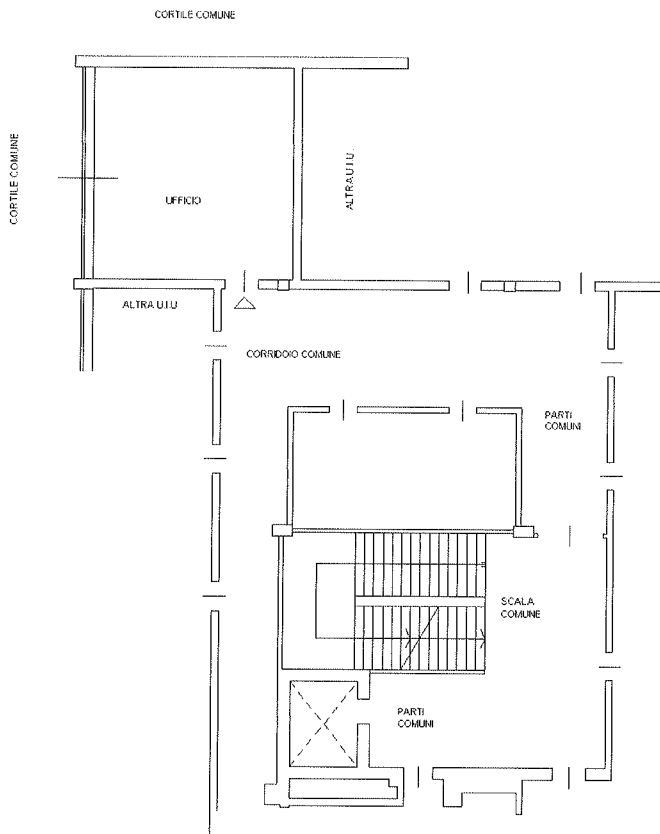 CORTILE COMUNE
CORTILE COMUNE
UFFICIO
ALTRA U.I.U.
ALTRA U.I.U
CORRIDOIO COMUNE
PARTI
COMUNI
SCALA
COMUNE
PARTI
COMUNI